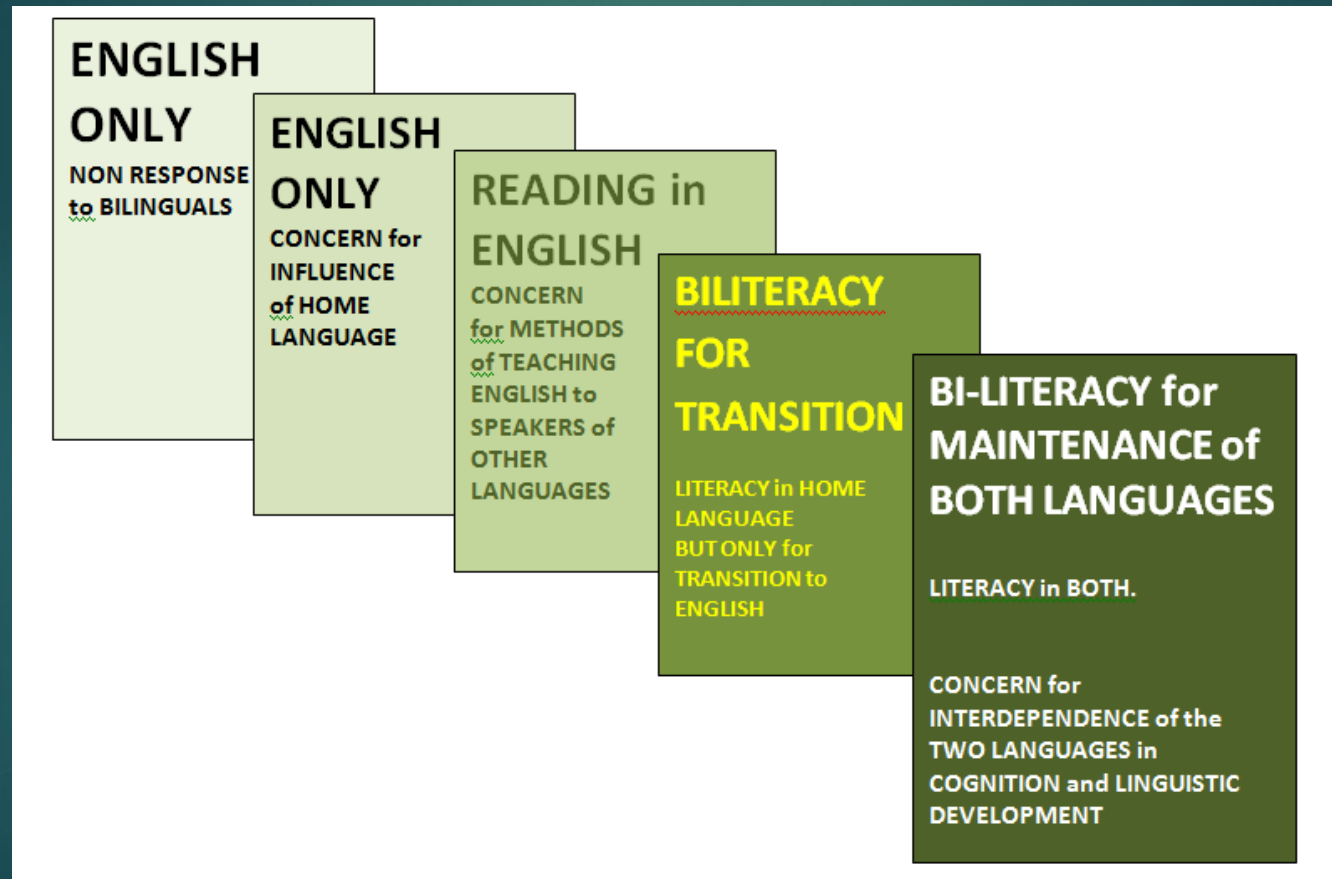 ENGLISH
ONLY
NON RESPONSE
to BILINGUALS
ENGLISH
ONLY
CONCERN for
INFLUENCE
of HOME
LANGUAGE
READING in
ENGLISH
CONCERN
for METHODS
of TEACHING
ENGLISH to
SPEAKERS of
OTHER
LANGUAGES
BILITERACY
FOR
TRANSITION
LITERACY in HOME
LANGUAGE
BUT ONLY for
TRANSITION to
ENGLISH
BI-LITERACY for
MAINTENANCE of
BOTH LANGUAGES
LITERACY in BOTH.
CONCERN for
INTERDEPENDENCE of the
TWO LANGUAGES in
COGNITION and LINGUISTIC
DEVELOPMENT